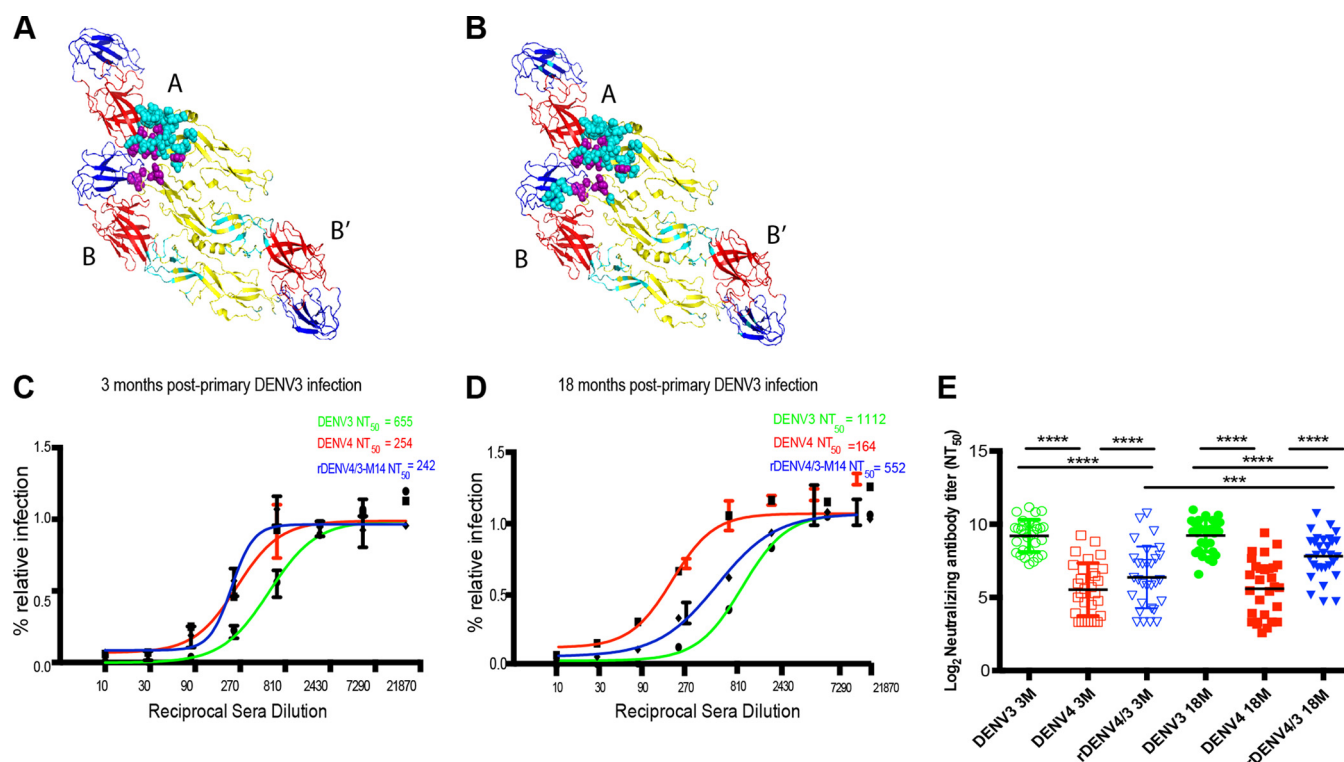 A
B
A
B
B'
A
B
B'
C
3 months post-primary DENV3 infection
DENV3 NT50 = 655
DENV4 NT50 = 254
rDENV4/3-M14 NT50 = 242
% relative infection
1.5
1.0
0.5
0.0
10 30 90 270 810 2430 7290 21870
Reciprocal Sera Dilution
D
18 months post-primary DENV3 infection
DENV3 NT50 = 1112
DENV4 NT50 =164
rDENV4/3-M14 NT50 = 552
% relative infection
1.5
1.0
0.5
0.0
10 30 90 270 810 2430 7290 21870
Reciprocal Sera Dilution
E
**** **** **** ****
**** ****
***
Log2 Neutralizing antibody titer (NT50)
15
10
5
0
DENV3 3M
DENV4 3M
rDENV4/3 3M
DENV3 18M
DENV4 18M
rDENV4/3 18M